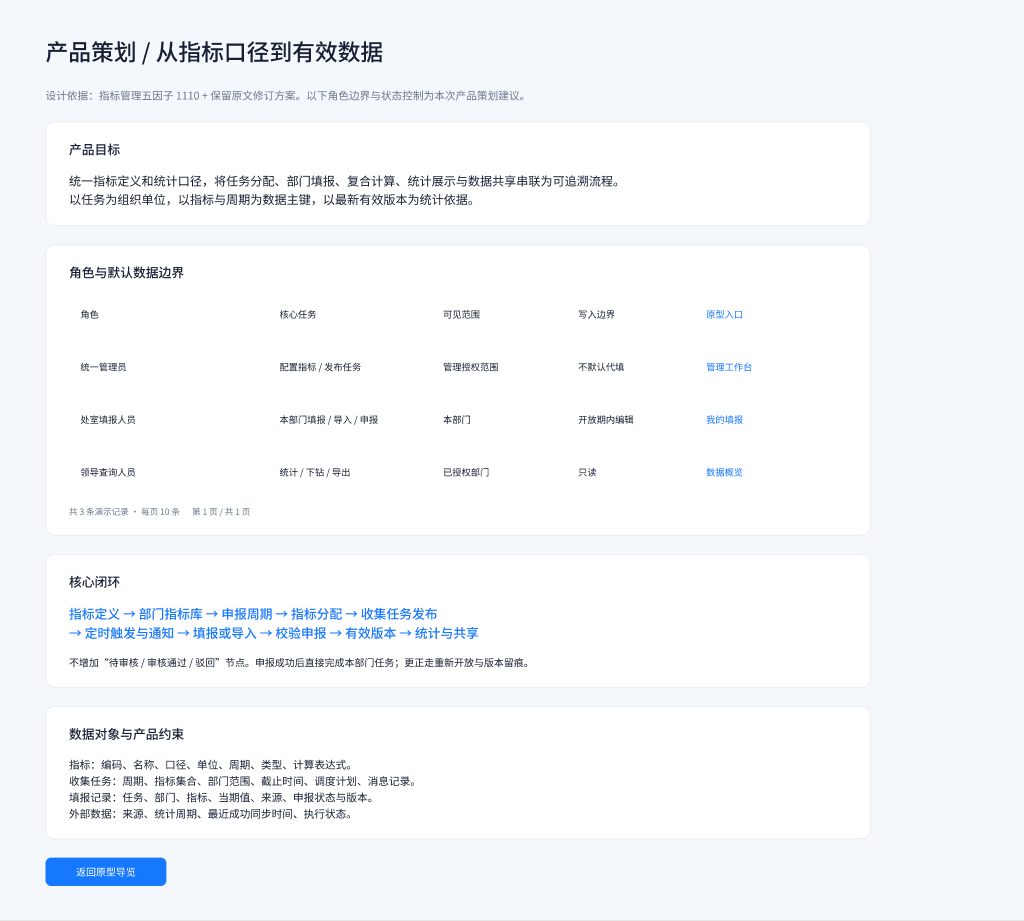 产品策划 / 从指标口径到有效数据
设计依据：指标管理五因子 1110 + 保留原文修订方案。以下角色边界与状态控制为本次产品策划建议。
产品目标
统一指标定义和统计口径，将任务分配、部门填报、复合计算、统计展示与数据共享串联为可追溯流程。
以任务为组织单位，以指标与周期为数据主键，以最新有效版本为统计依据。
角色与默认数据边界
角色 核心任务 可见范围 写入边界 原型入口
统一管理员 配置指标 / 发布任务 管理授权范围 不默认代填 管理工作台
处室填报人员 本部门填报 / 导入 / 申报 本部门 开放期内编辑 我的填报
领导查询人员 统计 / 下钻 / 导出 已授权部门 只读 数据概览
共 3 条演示记录 · 每页 10 条 第 1 页 / 共 1 页
核心闭环
指标定义 → 部门指标库 → 申报周期 → 指标分配 → 收集任务发布
→ 定时触发与通知 → 填报或导入 → 校验申报 → 有效版本 → 统计与共享
不增加“待审核 / 审核通过 / 驳回”节点。申报成功后直接完成本部门任务；更正走重新开放与版本留痕。
数据对象与产品约束
指标：编码、名称、口径、单位、周期、类型、计算表达式。
收集任务：周期、指标集合、部门范围、截止时间、调度计划、消息记录。
填报记录：任务、部门、指标、当期值、来源、申报状态与版本。
外部数据：来源、统计周期、最近成功同步时间、执行状态。
返回原型导览